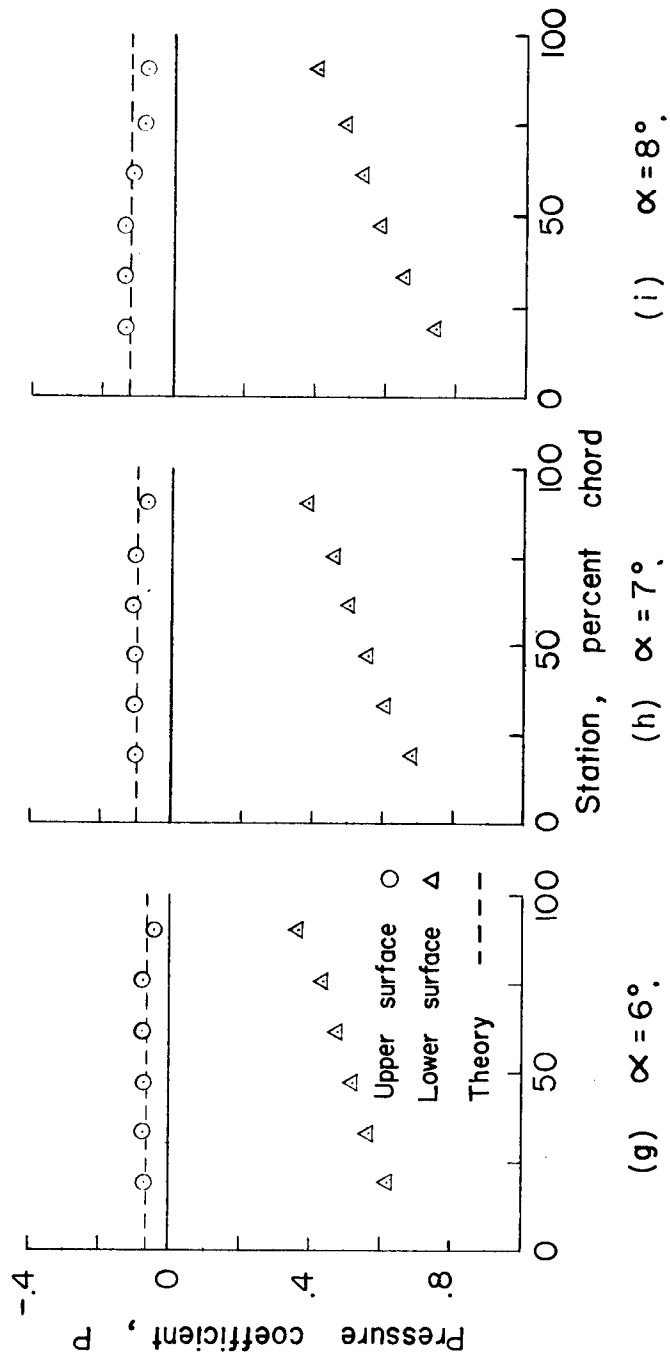 Pressure
coefficient, P
-.4
0
.4
.8
0
50
100
Upper surface
Lower surface
Theory
(g) α = 6°.
0
50
100
Station, percent chord
(h) α = 7°.
0
50
100
(i) α = 8°.